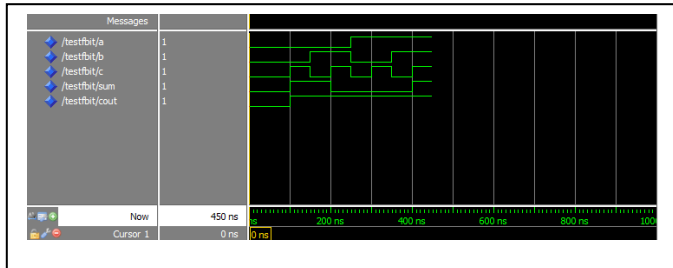 Messages
/testfbit/a 1
/testfbit/b 1
/testfbit/c 1
/testfbit/sum 1
/testfbit/cout 1
Now 450 ns ns 200 ns 400 ns 600 ns 800 ns 100
Cursor 1 0 ns 0 ns